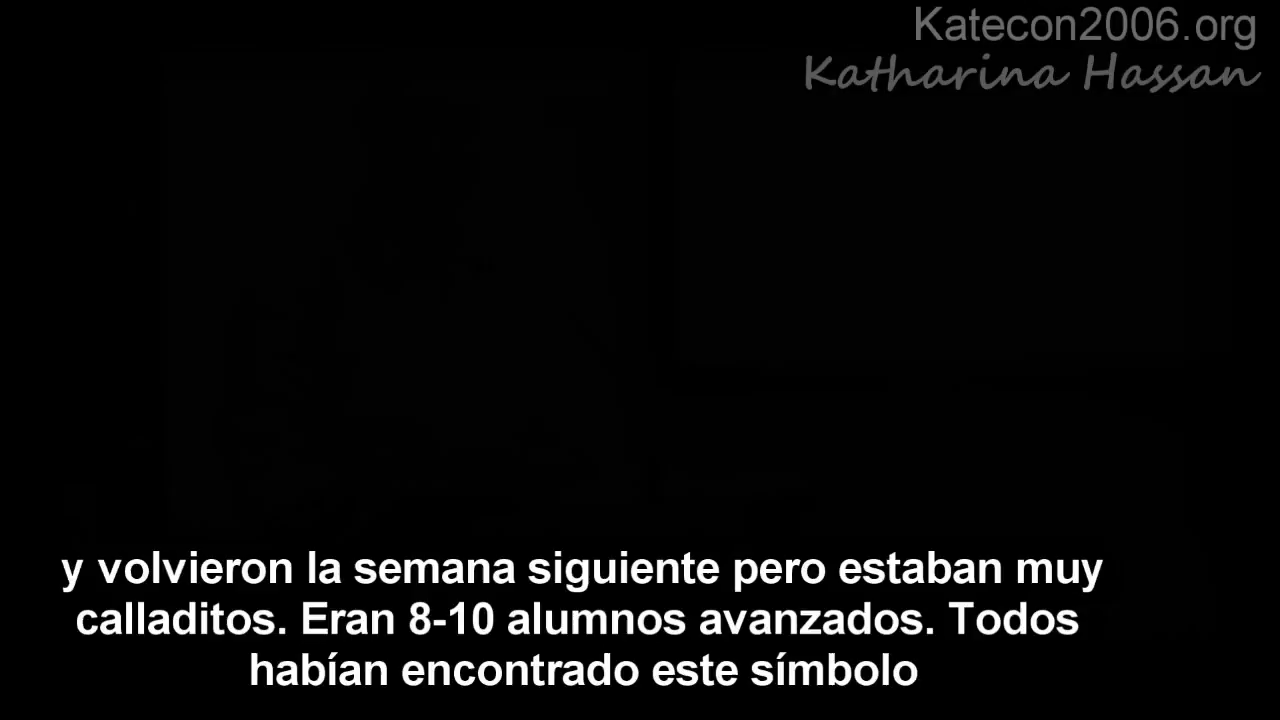 Katecon2006.org
Katharina Hassan
y volvieron la semana siguiente pero estaban muy
calladitos. Eran 8-10 alumnos avanzados. Todos
habían encontrado este símbolo